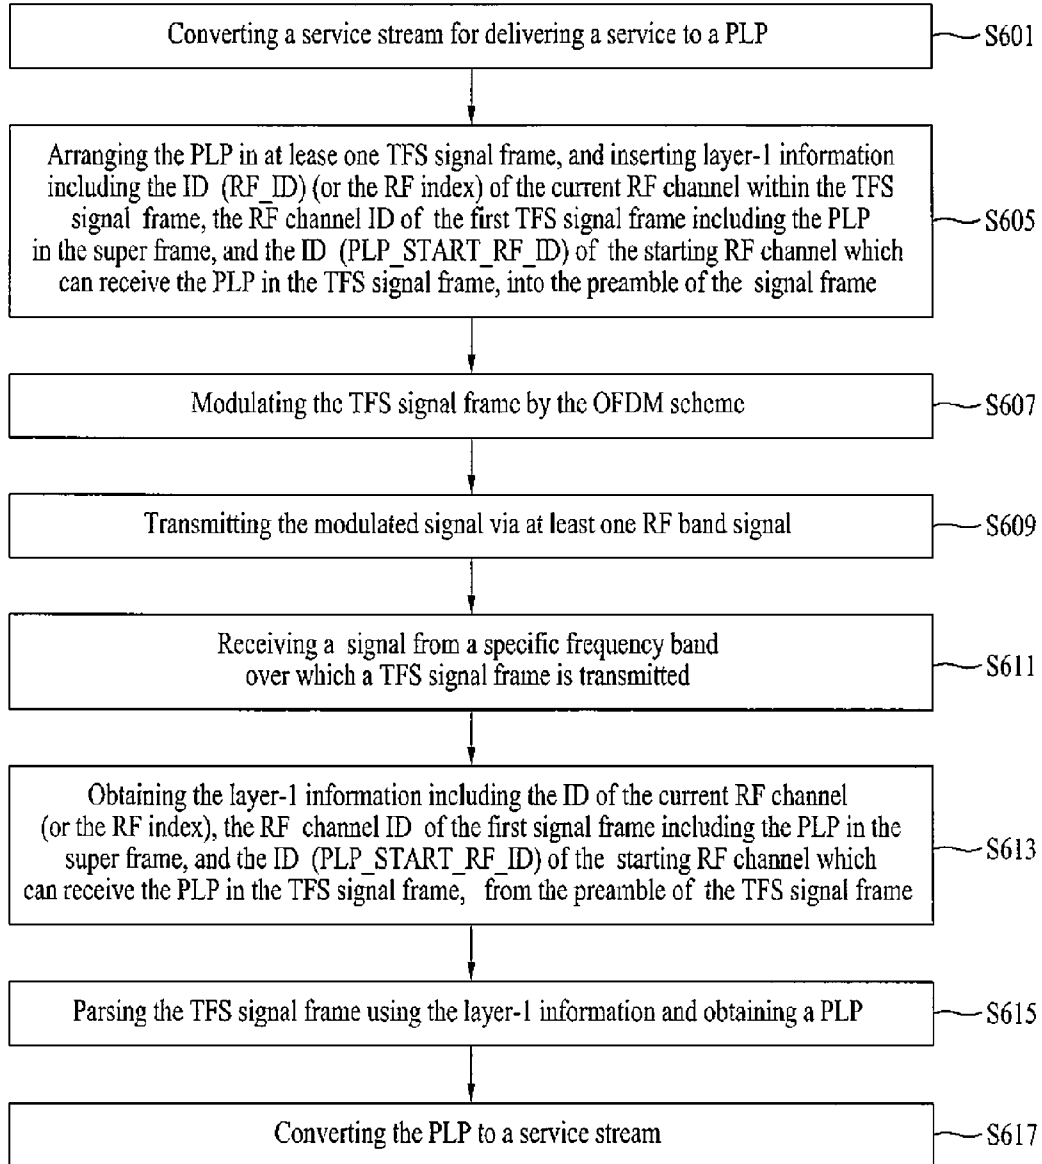 Converting a service stream for delivering a service to a PLP
S601
Arranging the PLP in at lease one TFS signal frame, and inserting layer-1 information
including the ID (RF_ID) (or the RF index) of the current RF channel within the TFS
signal frame, the RF channel ID of the first TFS signal frame including the PLP
in the super frame, and the ID (PLP_START_RF_ID) of the starting RF channel which
can receive the PLP in the TFS signal frame, into the preamble of the signal frame
S605
Modulating the TFS signal frame by the OFDM scheme
S607
Transmitting the modulated signal via at least one RF band signal
S609
Receiving a signal from a specific frequency band
over which a TFS signal frame is transmitted
S611
Obtaining the layer-1 information including the ID of the current RF channel
(or the RF index), the RF channel ID of the first signal frame including the PLP in the
super frame, and the ID (PLP_START_RF_ID) of the starting RF channel which
can receive the PLP in the TFS signal frame, from the preamble of the TFS signal frame
S613
Parsing the TFS signal frame using the layer-1 information and obtaining a PLP
S615
Converting the PLP to a service stream
S617